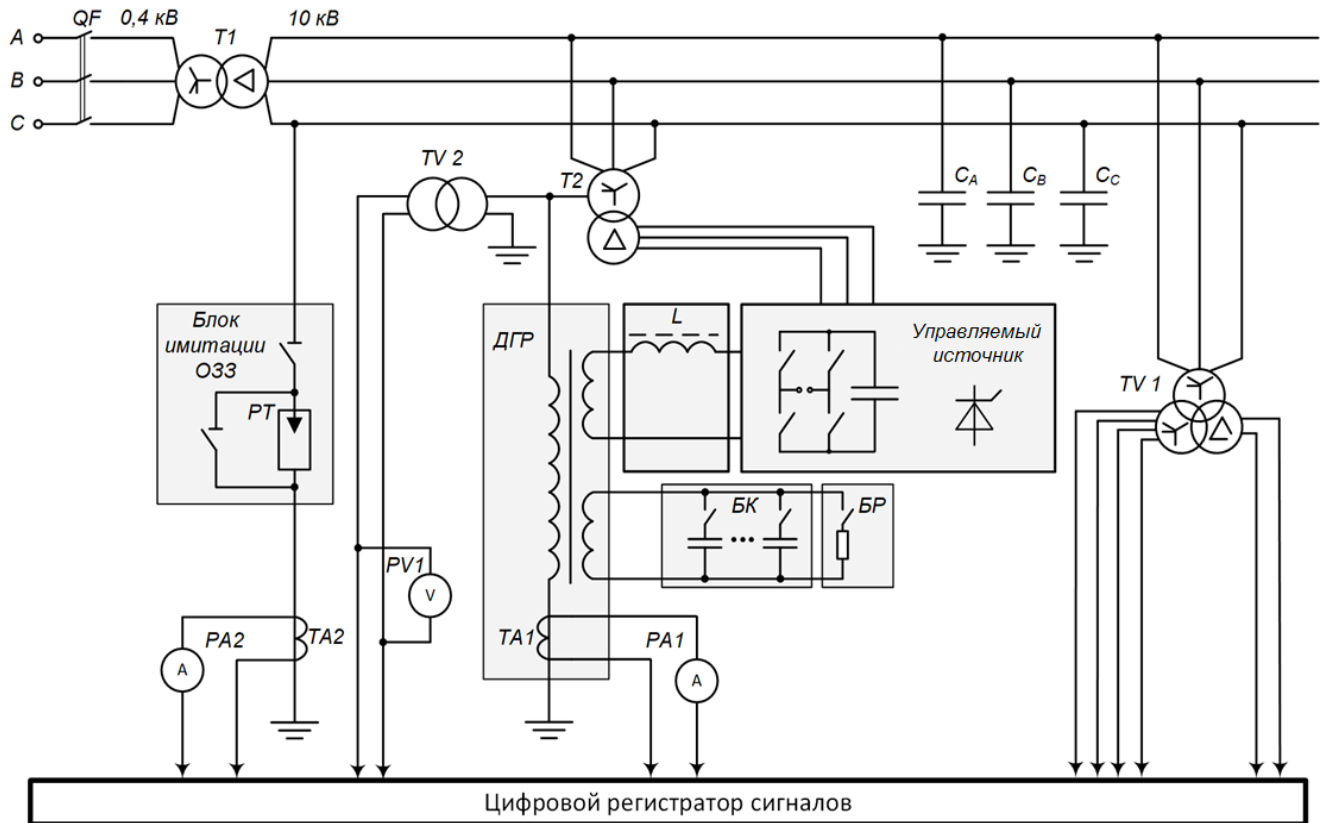 QF 0,4 кВ
T1
10 кВ
A
B
C
TV 2
T2
CA
CB
CC
Блок
имитации
ОЗЗ
РТ
ДГР
L
Управляемый
источник
TV 1
БК
БР
PV1
V
PA2
TA2
A
TA1
PA1
A
Цифровой регистратор сигналов